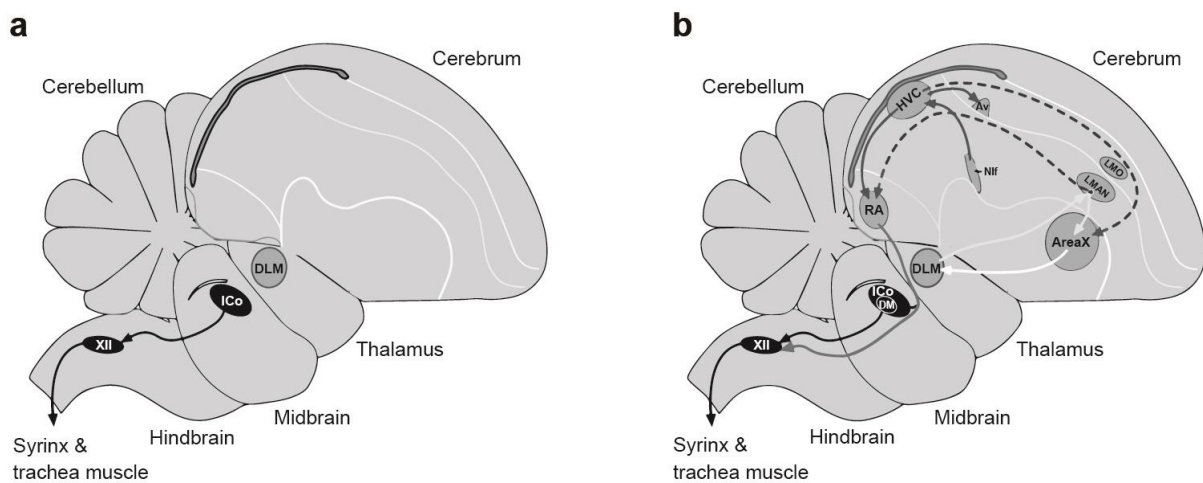 a
Cerebellum
Cerebrum
DLM
ICo
XII
Thalamus
Midbrain
Hindbrain
Syrinx &
trachea muscle
b
Cerebellum
Cerebrum
HVC
Av
LMO
NIf
LMAN
RA
AreaX
DLM
ICo
DM
XII
Thalamus
Midbrain
Hindbrain
Syrinx &
trachea muscle